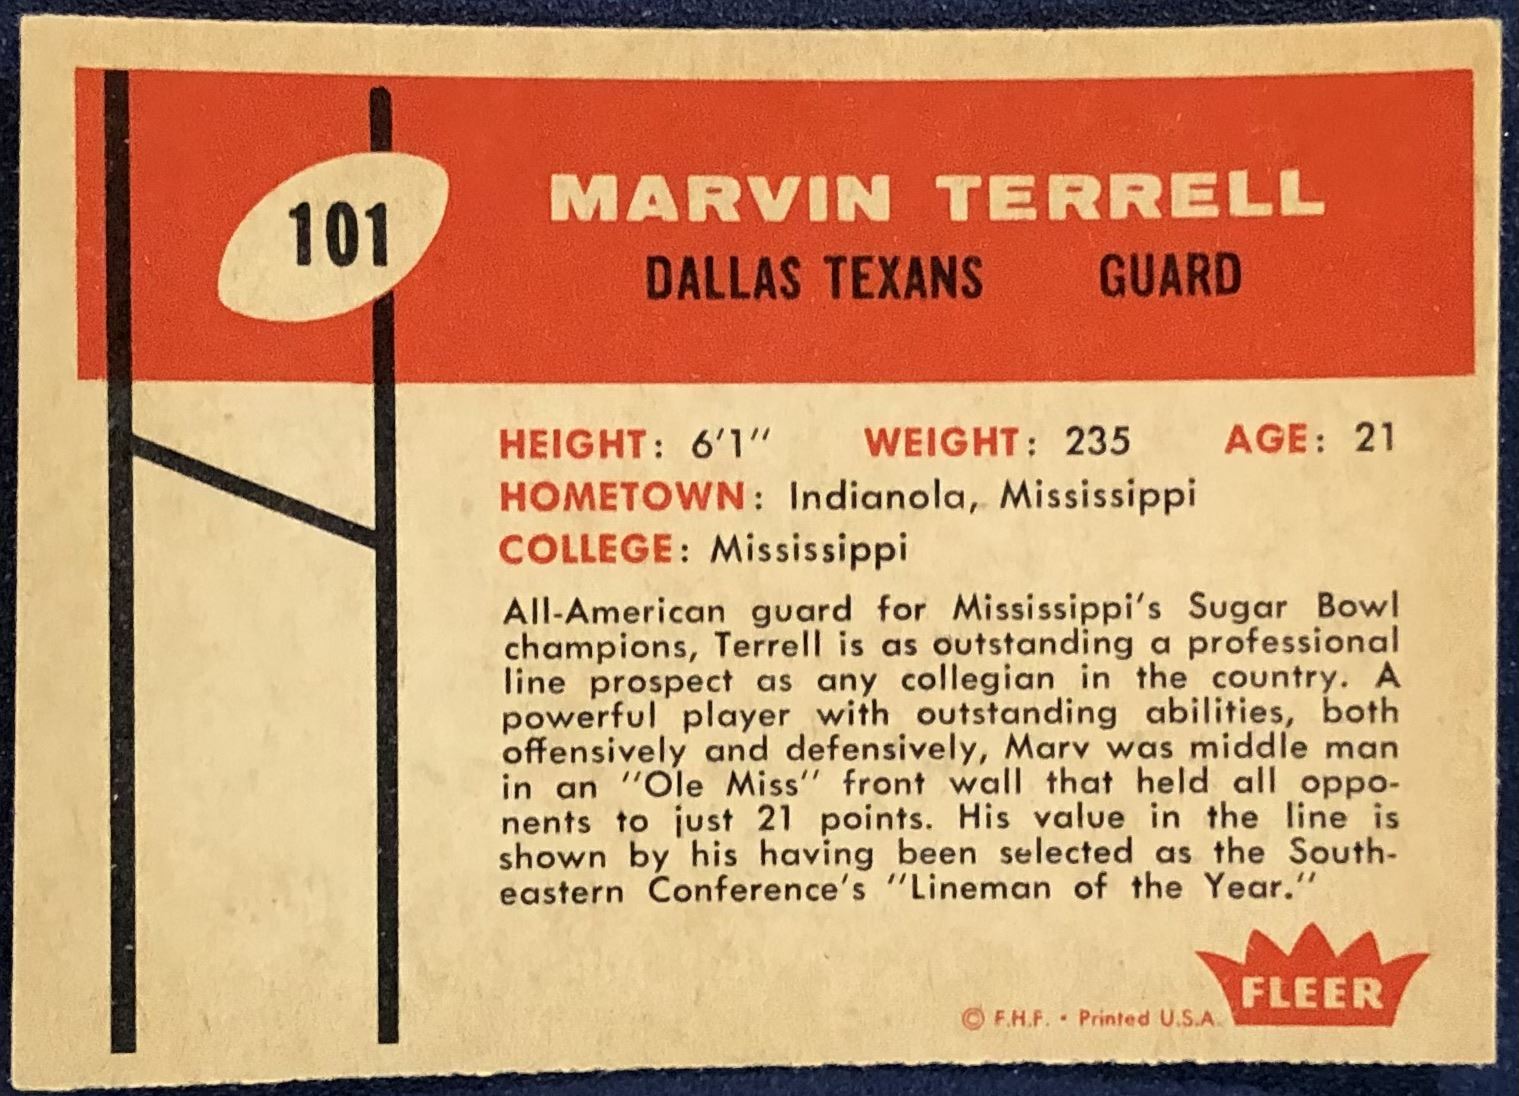 101
MARVIN TERRELL
DALLAS TEXANS GUARD
HEIGHT: 6'1" WEIGHT: 235 AGE: 21
HOMETOWN: Indianola, Mississippi
COLLEGE: Mississippi
All-American guard for Mississippi's Sugar Bowl
champions, Terrell is as outstanding a professional
line prospect as any collegian in the country. A
powerful player with outstanding abilities, both
offensively and defensively, Marv was middle man
in an "Ole Miss" front wall that held all oppo-
nents to just 21 points. His value in the line is
shown by his having been selected as the South-
eastern Conference's "Lineman of the Year."
FLEER
© F.H.F. • Printed U.S.A.